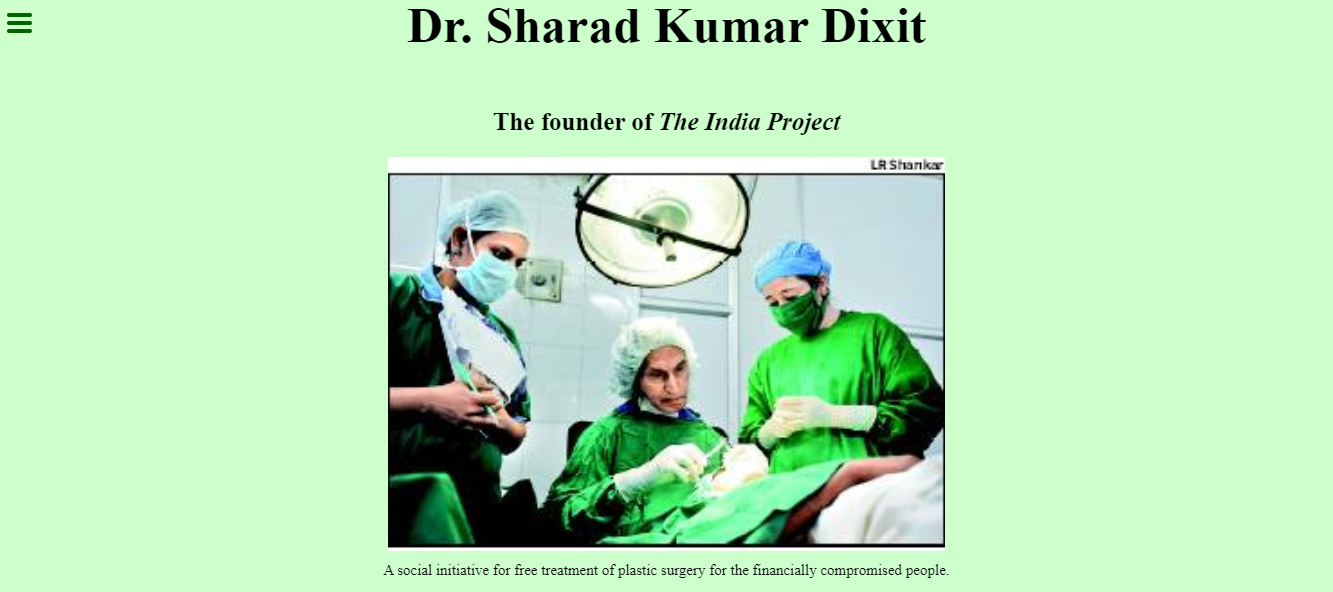 Dr. Sharad Kumar Dixit
The founder of The India Project
LR Shankar
A social initiative for free treatment of plastic surgery for the financially compromised people.